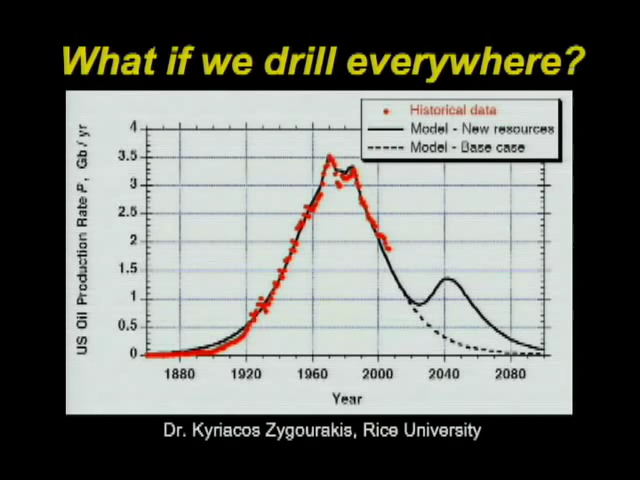 What if we drill everywhere?
Historical data
Model - New resources
Model - Base case
US Oil Production Rate P, Gb / yr
4
3.5
3
2.5
2
1.5
1
0.5
0
1880 1920 1960 2000 2040 2080
Year
Dr. Kyriacos Zygourakis, Rice University